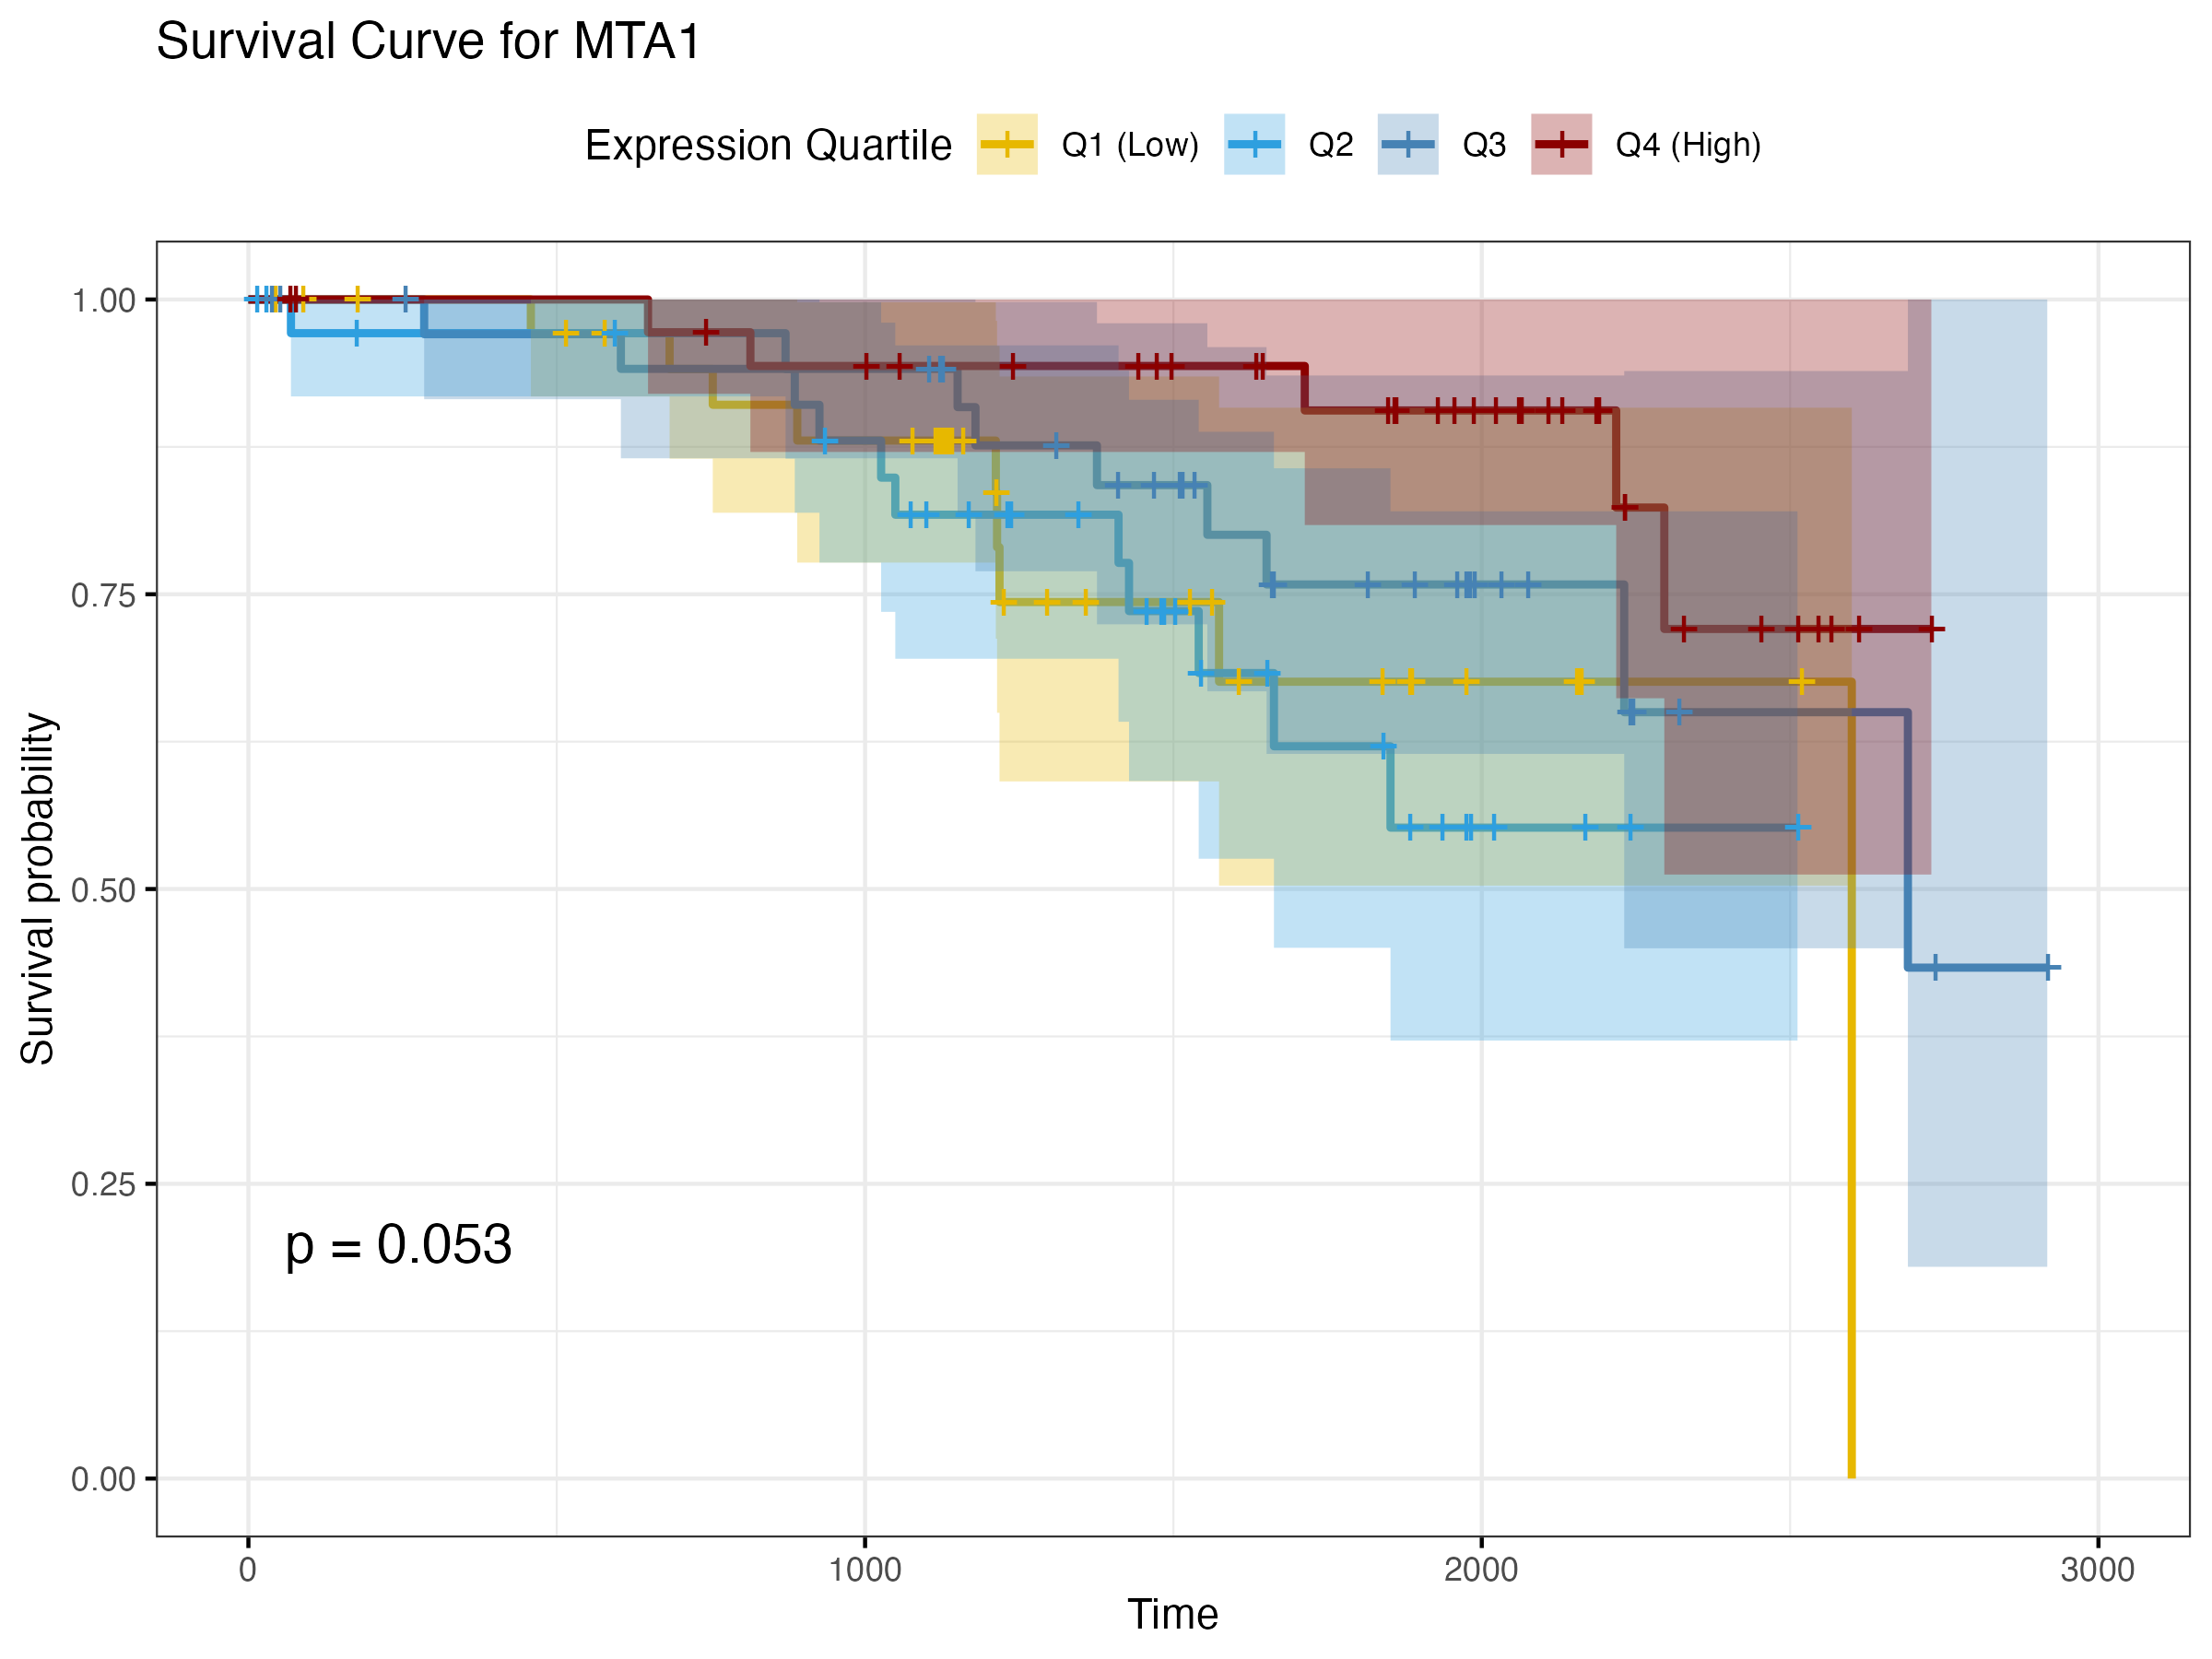 Survival Curve for MTA1
Expression Quartile Q1 (Low) Q2 Q3 Q4 (High)
Survival probability
1.00
0.75
0.50
0.25
0.00
p = 0.053
0 1000 2000 3000
Time